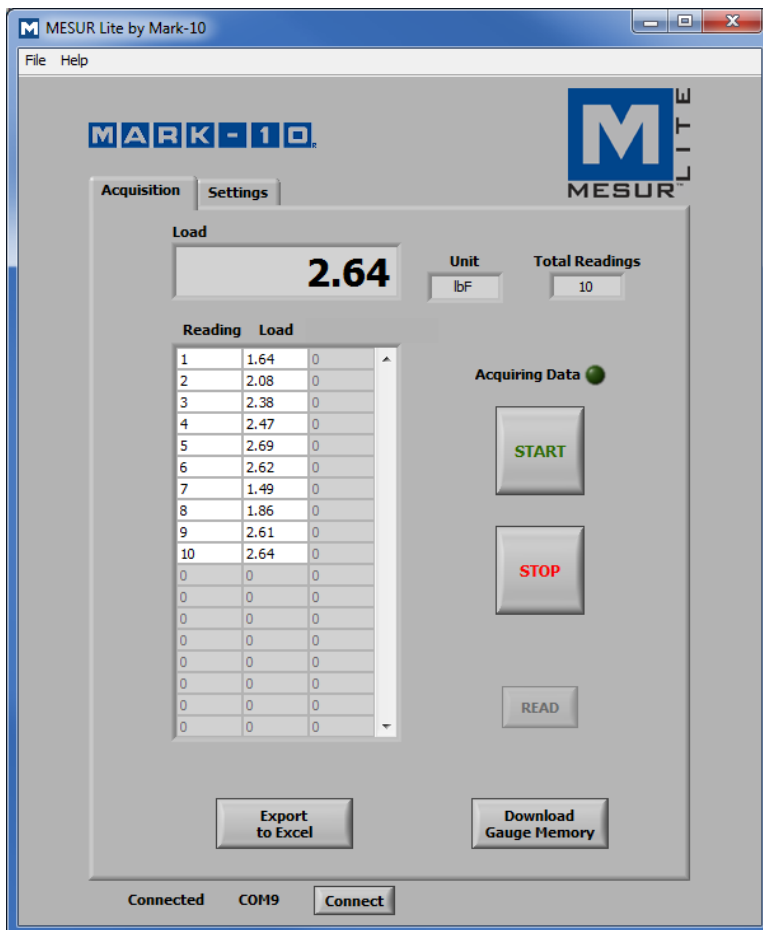 MESUR Lite by Mark-10
File Help
MARK-10
M
MESUR™ LITE
Acquisition Settings
Load
2.64
Unit
lbF
Total Readings
10
Reading Load
1 1.64 0
2 2.08 0
3 2.38 0
4 2.47 0
5 2.69 0
6 2.62 0
7 1.49 0
8 1.86 0
9 2.61 0
10 2.64 0
0 0 0
0 0 0
0 0 0
0 0 0
0 0 0
0 0 0
0 0 0
0 0 0
Acquiring Data
START
STOP
READ
Export
to Excel
Download
Gauge Memory
Connected COM9 Connect